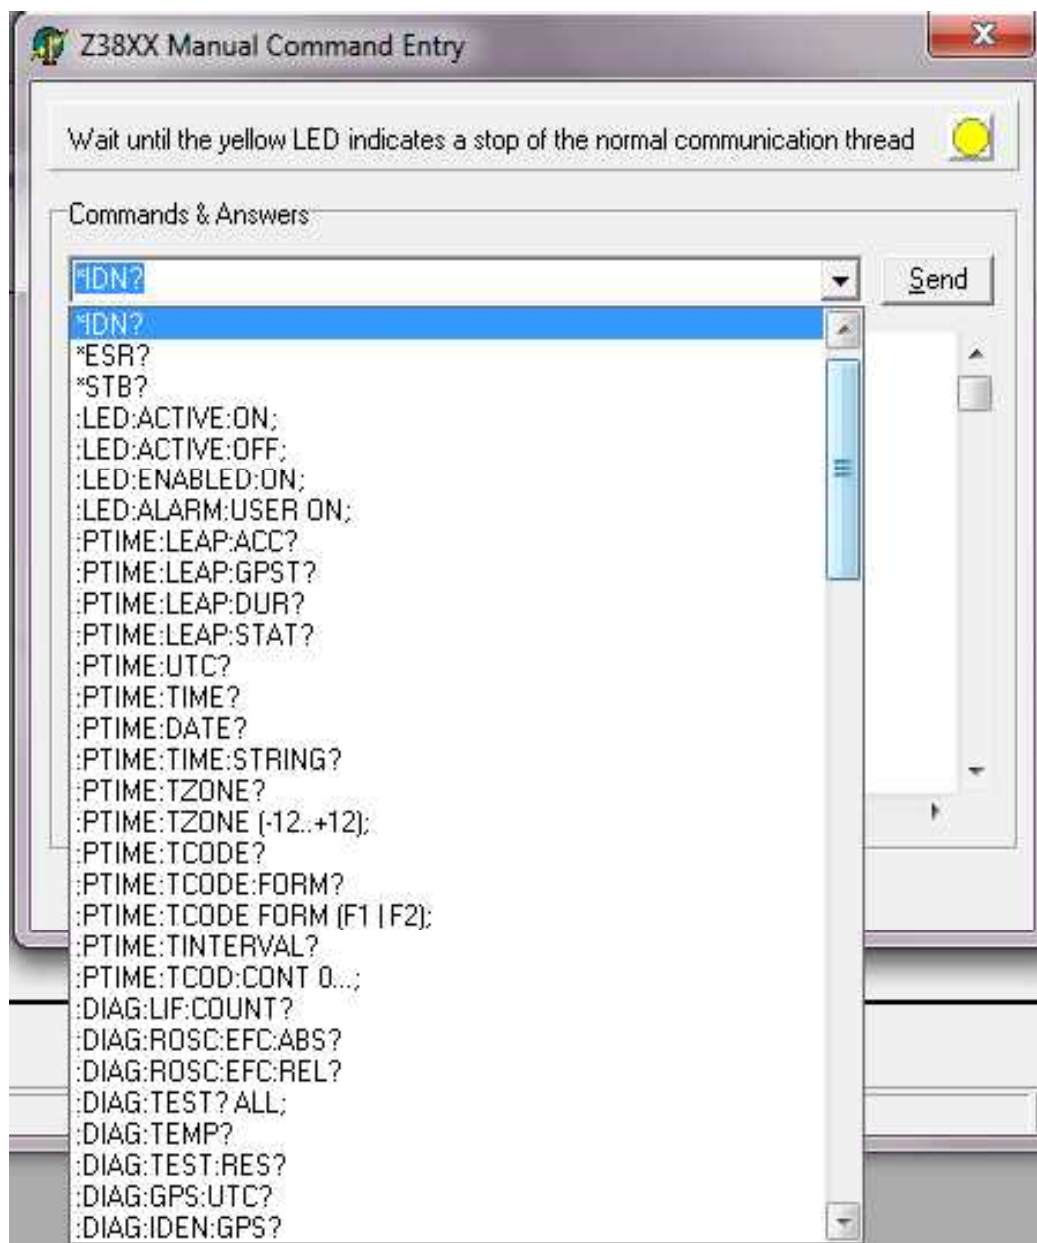 Z38XX Manual Command Entry
Wait until the yellow LED indicates a stop of the normal communication thread
Commands & Answers
*IDN?
Send
*IDN?
*ESR?
*STB?
:LED:ACTIVE:ON;
:LED:ACTIVE:OFF;
:LED:ENABLED:ON;
:LED:ALARM:USER ON;
:PTIME:LEAP:ACC?
:PTIME:LEAP:GPST?
:PTIME:LEAP:DUR?
:PTIME:LEAP:STAT?
:PTIME:UTC?
:PTIME:TIME?
:PTIME:DATE?
:PTIME:TIME:STRING?
:PTIME:TZONE?
:PTIME:TZONE (-12..+12);
:PTIME:TCODE?
:PTIME:TCODE:FORM?
:PTIME:TCODE FORM (F1 | F2);
:PTIME:TINTERVAL?
:PTIME:TCOD:CONT 0...;
:DIAG:LIF:COUNT?
:DIAG:ROSC:EFC:ABS?
:DIAG:ROSC:EFC:REL?
:DIAG:TEST? ALL;
:DIAG:TEMP?
:DIAG:TEST:RES?
:DIAG:GPS:UTC?
:DIAG:IDEN:GPS?